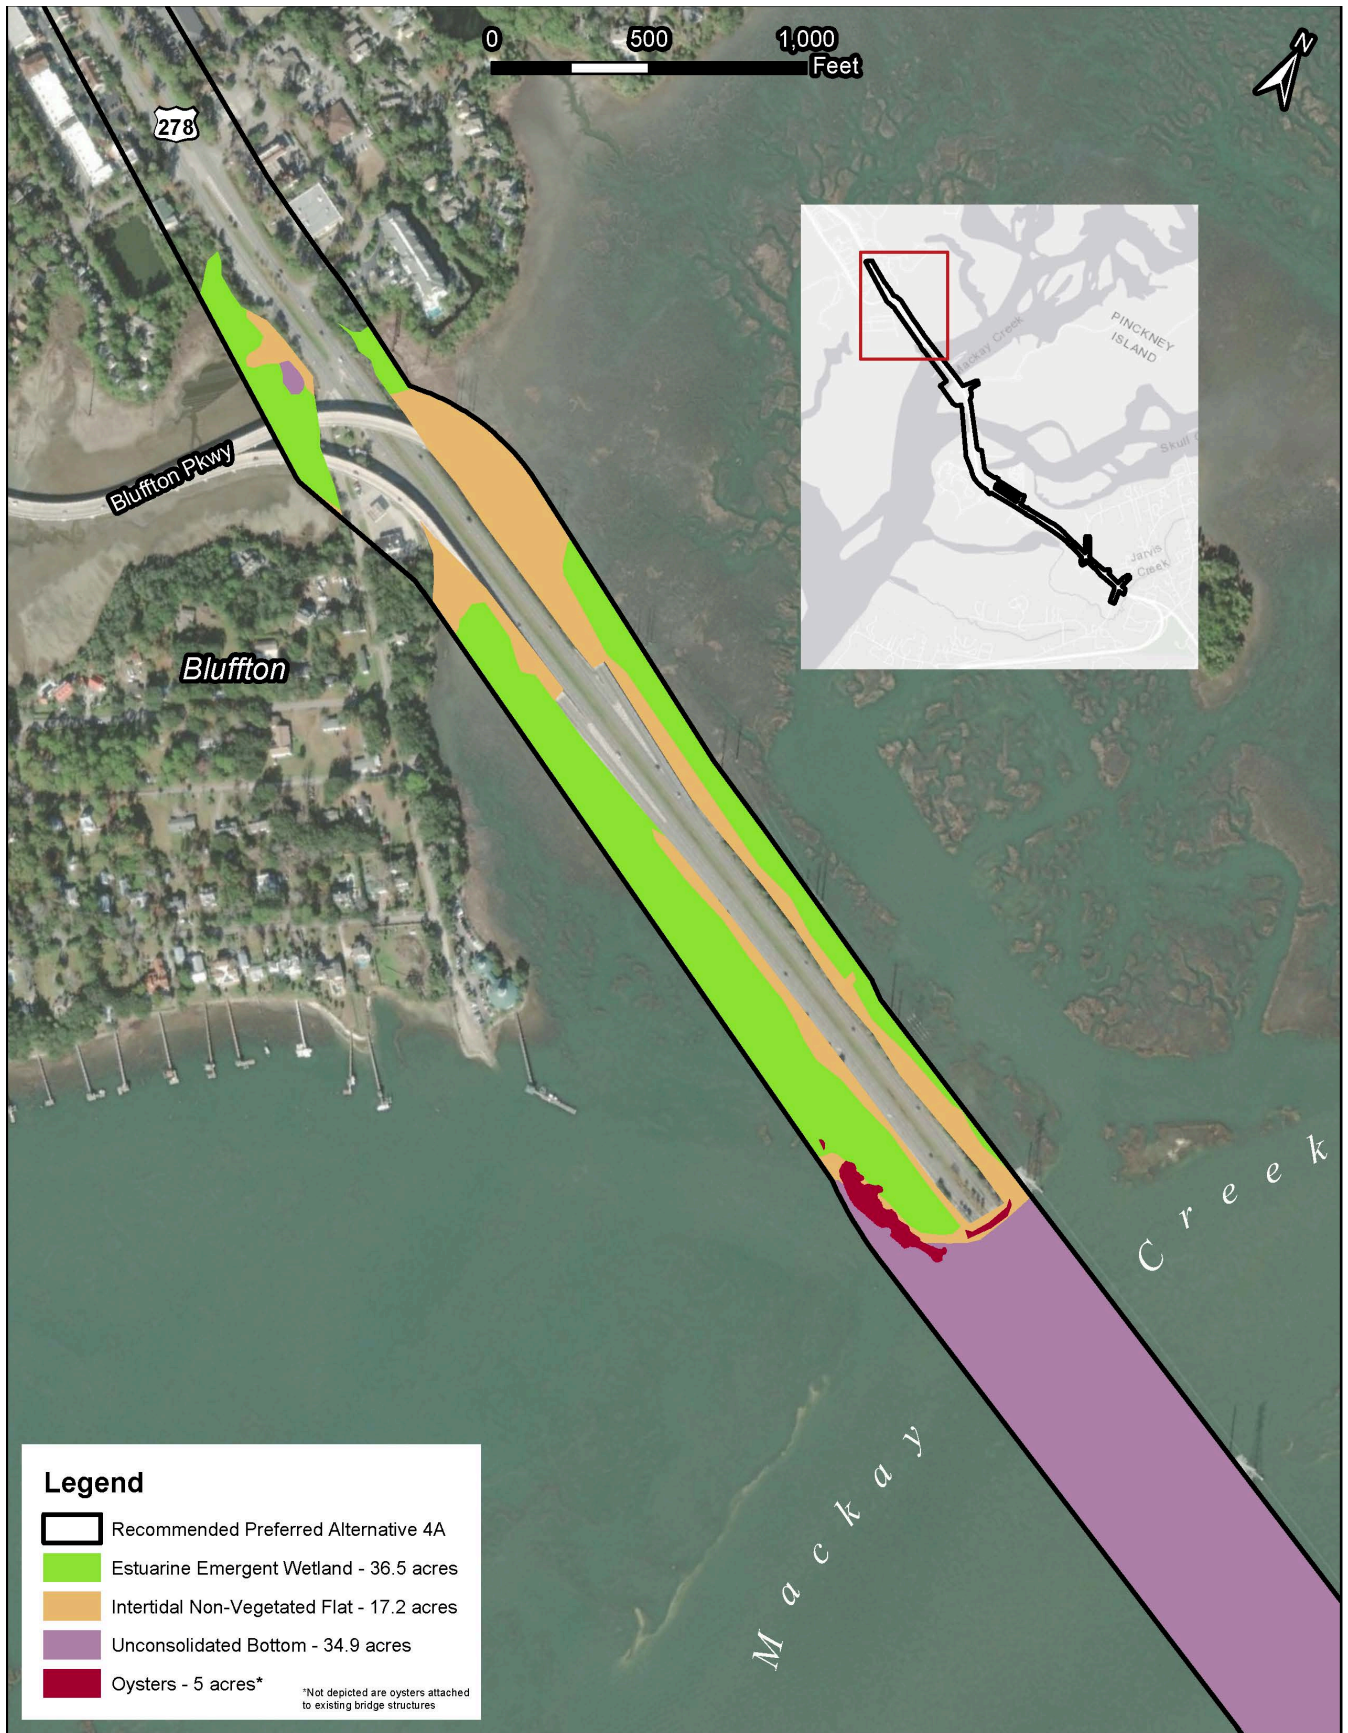 0 500 1,000
Feet
N
278
Mackay Creek
PINCKNEY
ISLAND
Jarvis
Creek
Bluffton Pkwy
Bluffton
Creek
Mackay
Legend
Recommended Preferred Alternative 4A
Estuarine Emergent Wetland - 36.5 acres
Intertidal Non-Vegetated Flat - 17.2 acres
Unconsolidated Bottom - 34.9 acres
Oysters - 5 acres*
*Not depicted are oysters attached
to existing bridge structures